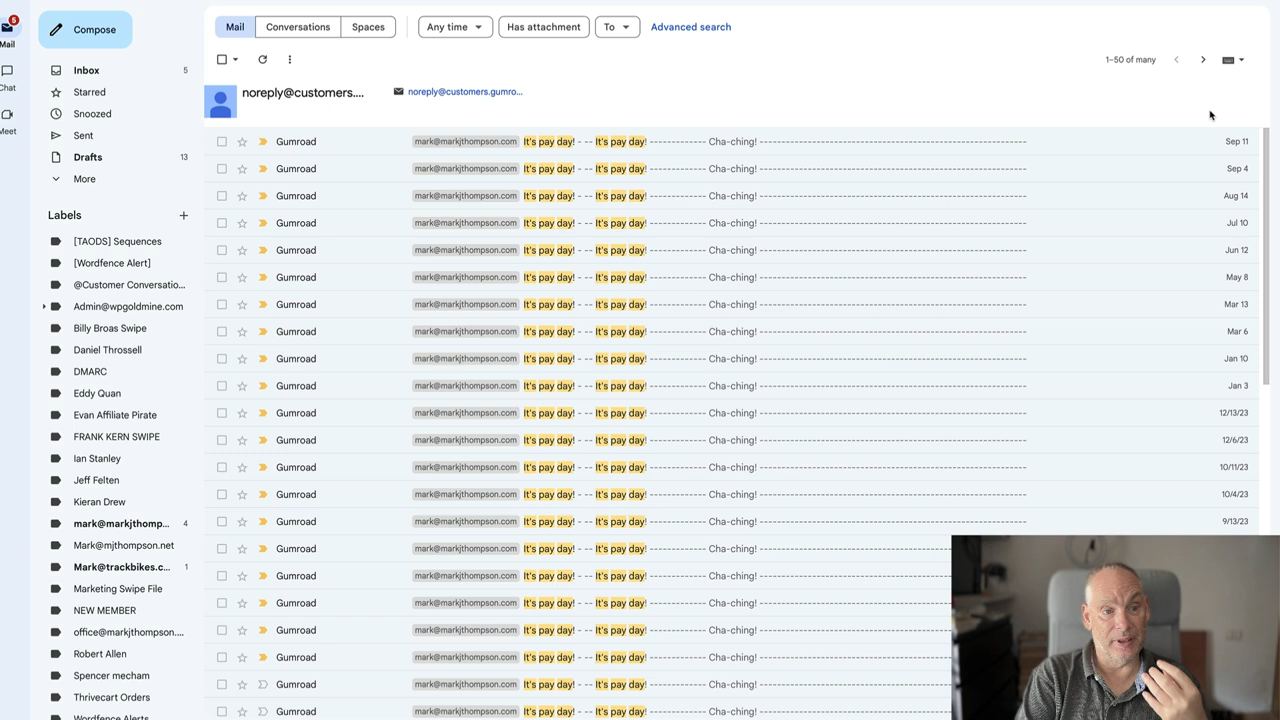 5
Mail
Chat
Meet
Compose
Inbox 5
Starred
Snoozed
Sent
Drafts 13
More
Labels +
[TAODS] Sequences
[Wordfence Alert]
@Customer Conversatio...
Admin@wpgoldmine.com
Billy Broas Swipe
Daniel Throssell
DMARC
Eddy Quan
Evan Affiliate Pirate
FRANK KERN SWIPE
Ian Stanley
Jeff Felten
Kieran Drew
mark@markjthomp... 4
Mark@mjthompson.net
Mark@trackbikes.c... 1
Marketing Swipe File
NEW MEMBER
office@markjthompson....
Robert Allen
Spencer mecham
Thrivecart Orders
Wordfence Alerts
Mail Conversations Spaces Any time Has attachment To Advanced search
1–50 of many
noreply@customers.... noreply@customers.gumro...
Gumroad mark@markjthompson.com It's pay day! - -- It's pay day! ------------ Cha-ching! ------------------------------------------------------------ Sep 11
Gumroad mark@markjthompson.com It's pay day! - -- It's pay day! ------------ Cha-ching! ------------------------------------------------------------ Sep 4
Gumroad mark@markjthompson.com It's pay day! - -- It's pay day! ------------ Cha-ching! ------------------------------------------------------------ Aug 14
Gumroad mark@markjthompson.com It's pay day! - -- It's pay day! ------------ Cha-ching! ------------------------------------------------------------ Jul 10
Gumroad mark@markjthompson.com It's pay day! - -- It's pay day! ------------ Cha-ching! ------------------------------------------------------------ Jun 12
Gumroad mark@markjthompson.com It's pay day! - -- It's pay day! ------------ Cha-ching! ------------------------------------------------------------ May 8
Gumroad mark@markjthompson.com It's pay day! - -- It's pay day! ------------ Cha-ching! ------------------------------------------------------------ Mar 13
Gumroad mark@markjthompson.com It's pay day! - -- It's pay day! ------------ Cha-ching! ------------------------------------------------------------ Mar 6
Gumroad mark@markjthompson.com It's pay day! - -- It's pay day! ------------ Cha-ching! ------------------------------------------------------------ Jan 10
Gumroad mark@markjthompson.com It's pay day! - -- It's pay day! ------------ Cha-ching! ------------------------------------------------------------ Jan 3
Gumroad mark@markjthompson.com It's pay day! - -- It's pay day! ------------ Cha-ching! ------------------------------------------------------------ 12/13/23
Gumroad mark@markjthompson.com It's pay day! - -- It's pay day! ------------ Cha-ching! ------------------------------------------------------------ 12/6/23
Gumroad mark@markjthompson.com It's pay day! - -- It's pay day! ------------ Cha-ching! ------------------------------------------------------------ 10/11/23
Gumroad mark@markjthompson.com It's pay day! - -- It's pay day! ------------ Cha-ching! ------------------------------------------------------------ 10/4/23
Gumroad mark@markjthompson.com It's pay day! - -- It's pay day! ------------ Cha-ching! ------------------------------------------------------------ 9/13/23
Gumroad mark@markjthompson.com It's pay day! - -- It's pay day! ------------ Cha-ching! ------------------------------------------
Gumroad mark@markjthompson.com It's pay day! - -- It's pay day! ------------ Cha-ching! ------------------------------------------
Gumroad mark@markjthompson.com It's pay day! - -- It's pay day! ------------ Cha-ching! ------------------------------------------
Gumroad mark@markjthompson.com It's pay day! - -- It's pay day! ------------ Cha-ching! ------------------------------------------
Gumroad mark@markjthompson.com It's pay day! - -- It's pay day! ------------ Cha-ching! ------------------------------------------
Gumroad mark@markjthompson.com It's pay day! - -- It's pay day! ------------ Cha-ching! ------------------------------------------
Gumroad mark@markjthompson.com It's pay day! - -- It's pay day! ------------ Cha-ching! ------------------------------------------